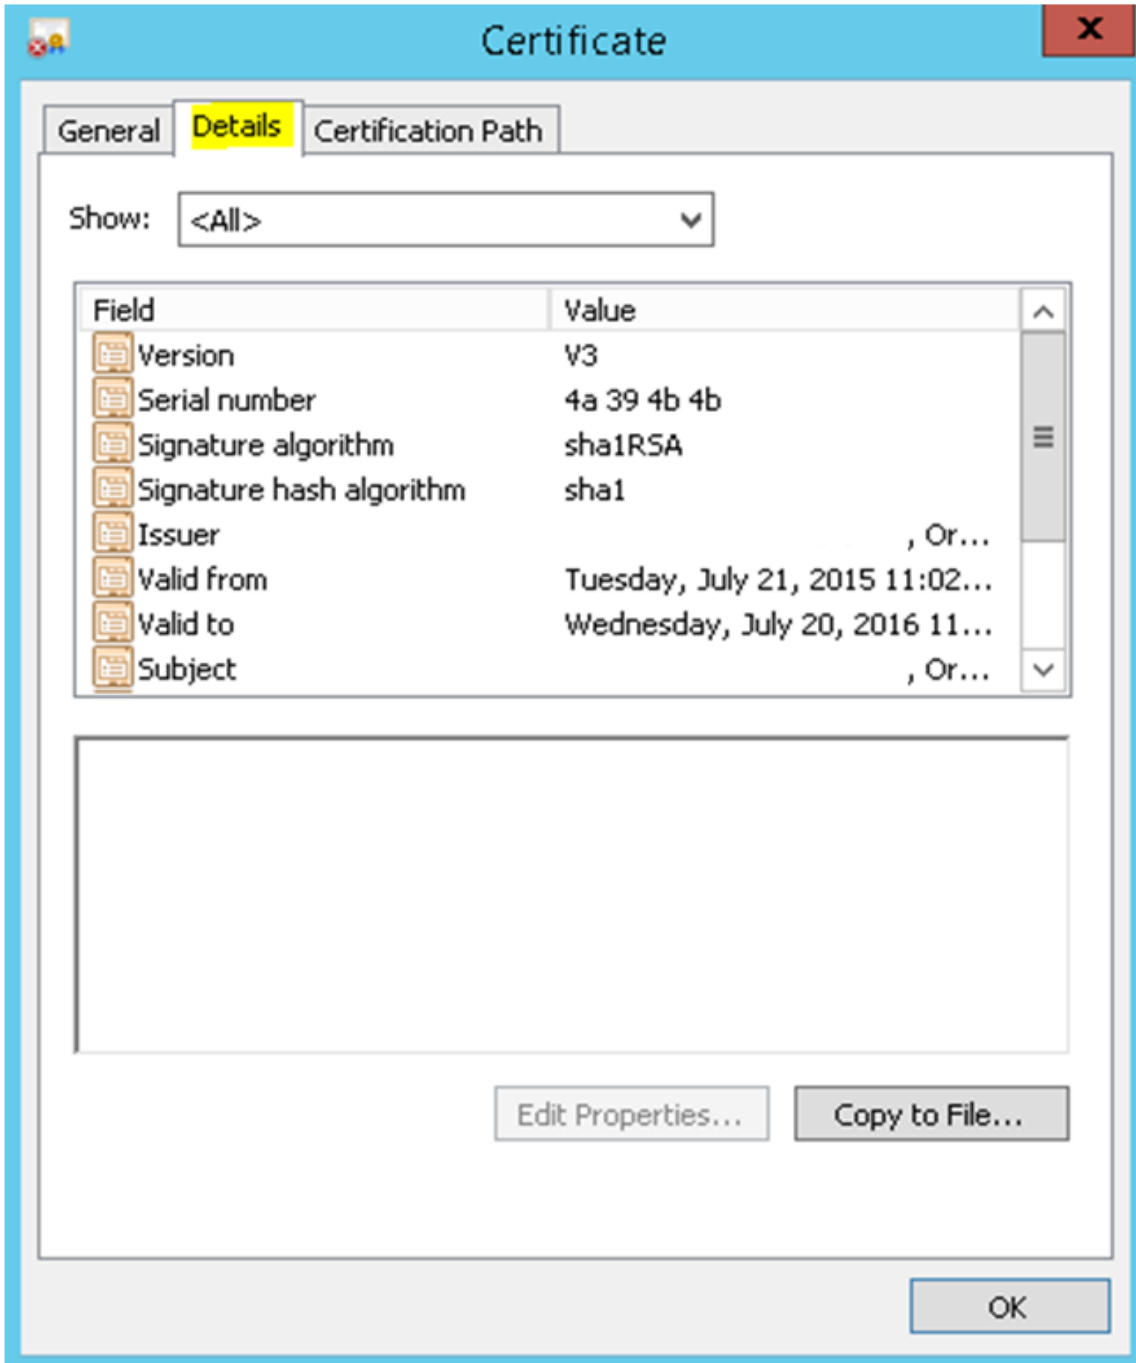 Certificate
General Details Certification Path
Show: <All>
Field Value
Version V3
Serial number 4a 39 4b 4b
Signature algorithm sha1RSA
Signature hash algorithm sha1
Issuer , Or...
Valid from Tuesday, July 21, 2015 11:02...
Valid to Wednesday, July 20, 2016 11...
Subject , Or...
Edit Properties... Copy to File...
OK